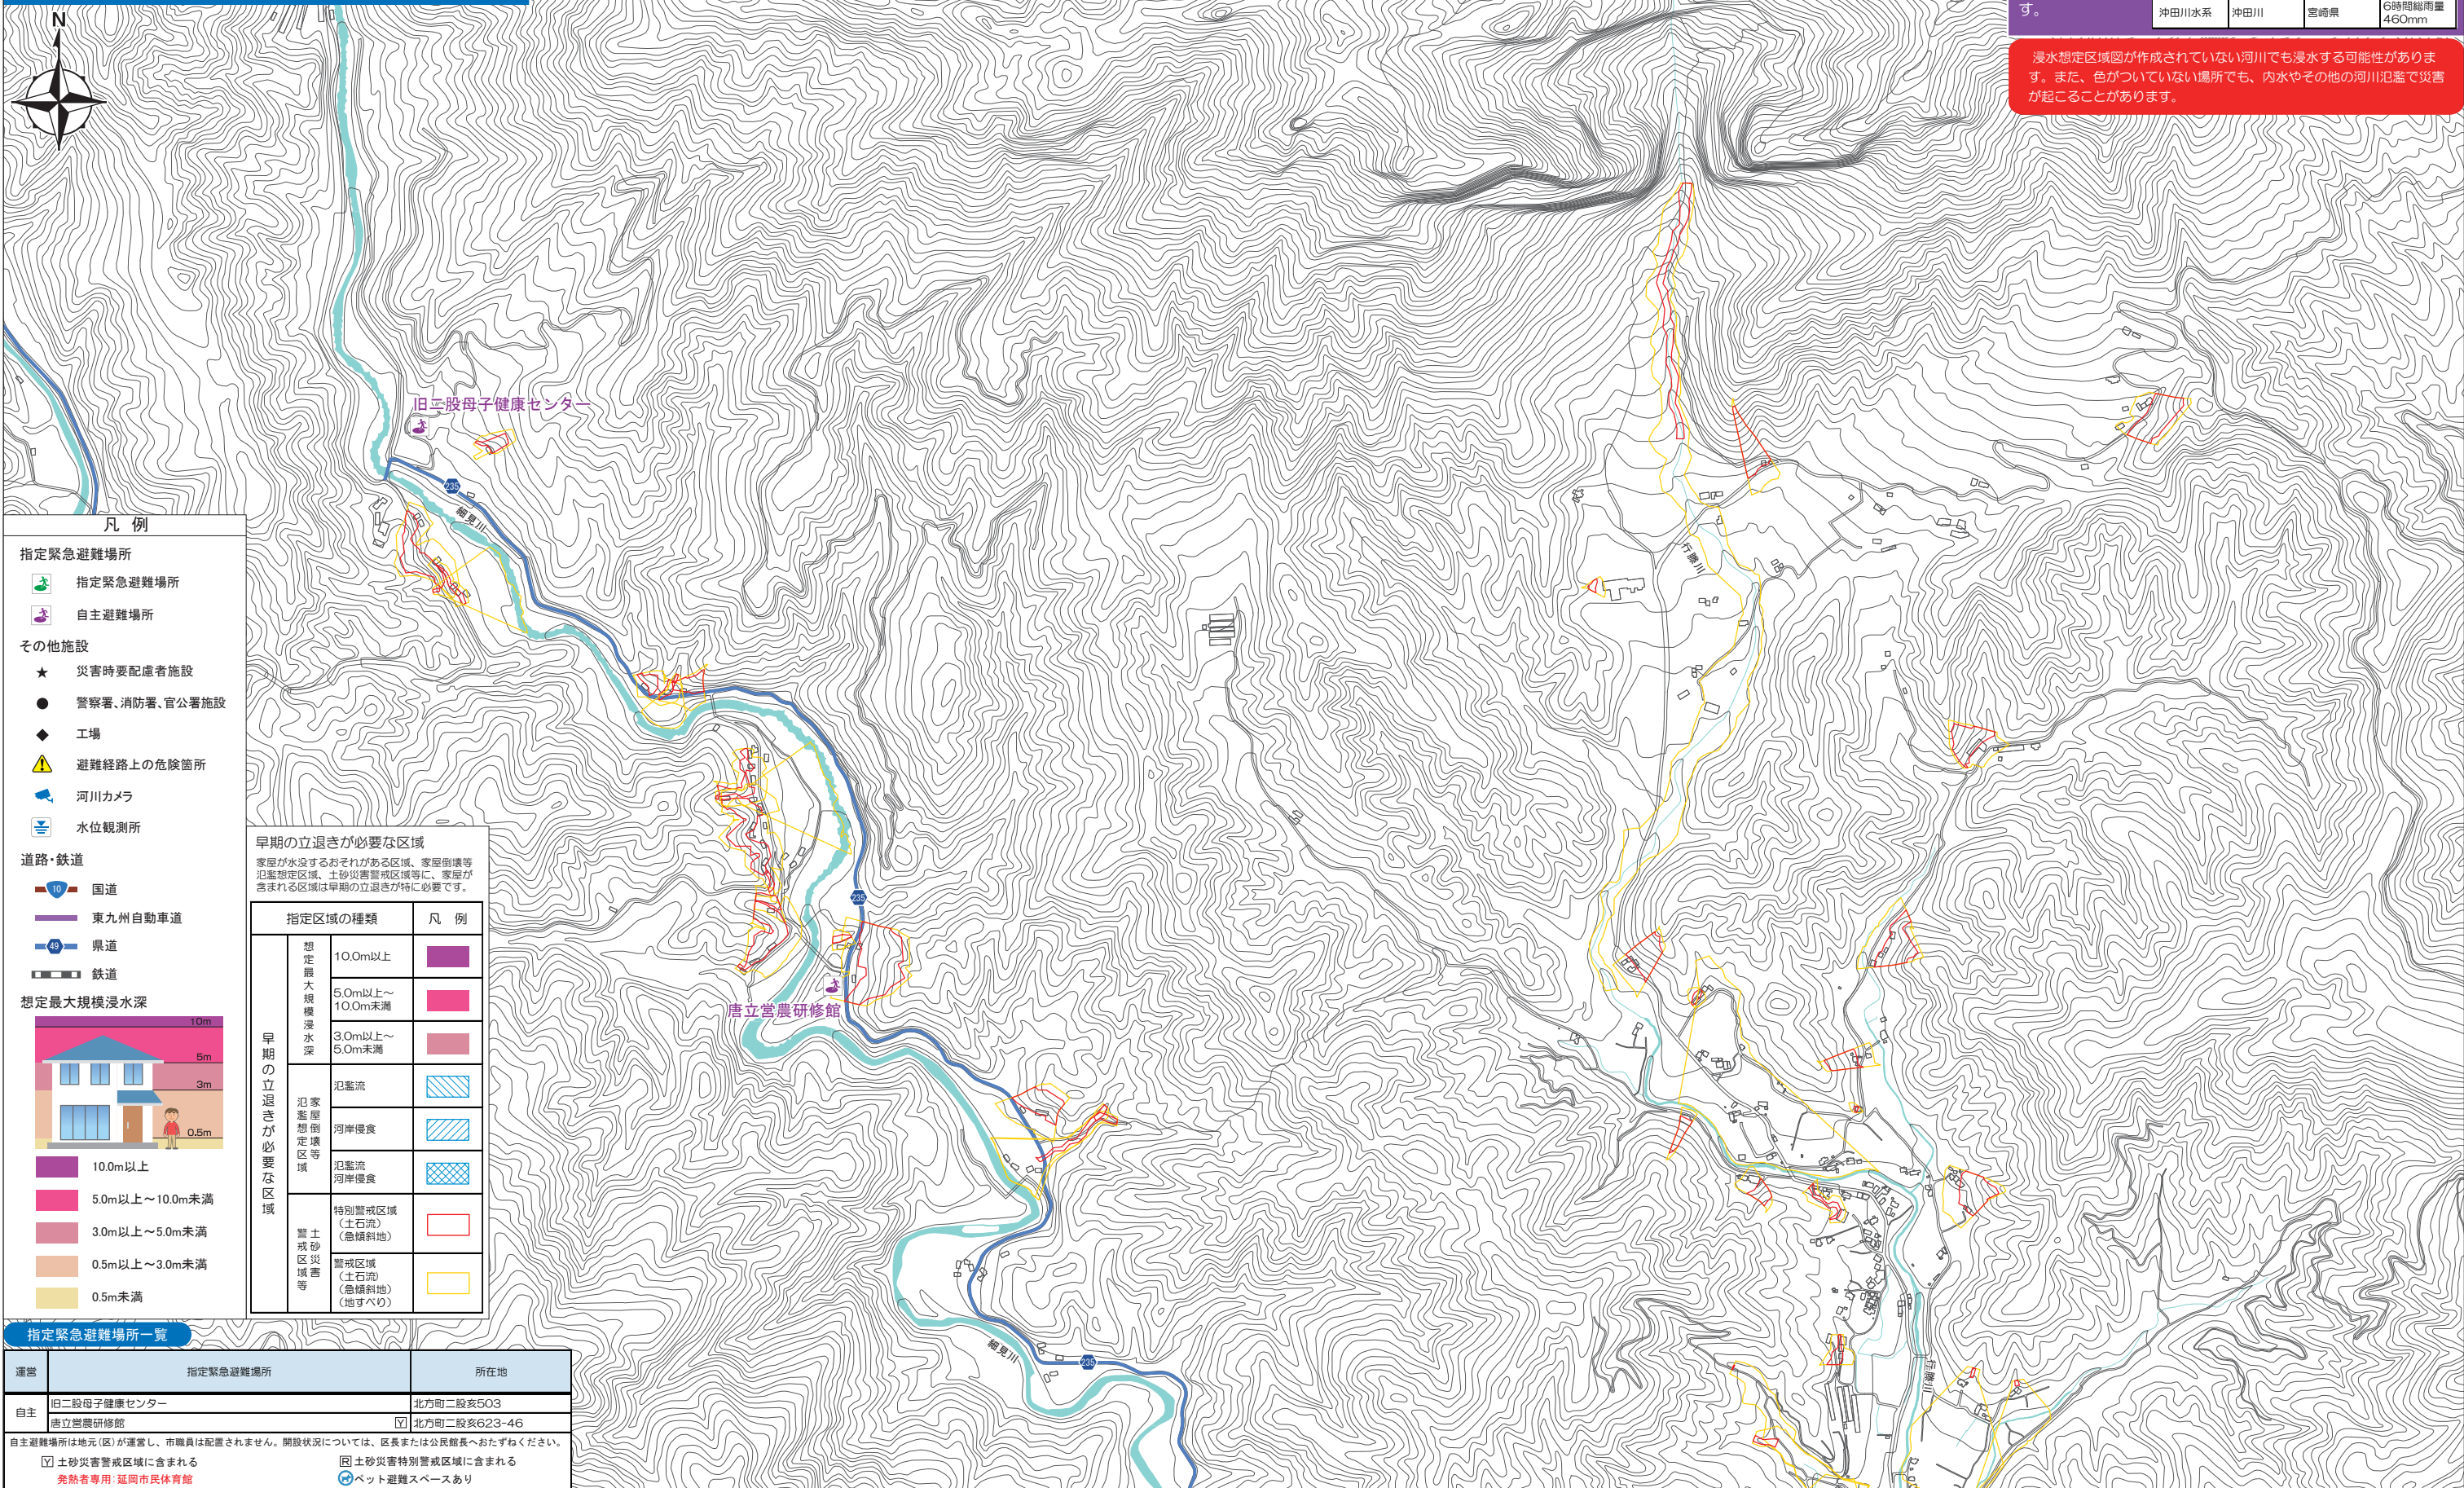 N
す。
沖田川水系 沖田川 宮崎県 6時間総雨量
460mm
浸水想定区域図が作成されていない河川でも浸水する可能性がありま
す。また、色がついていない場所でも、内水やその他の河川氾濫で災害
が起こることがあります。
旧二股母子健康センター
235
細見川
行縢川
235
唐立営農研修館
細見川
235
行縢川
凡 例
指定緊急避難場所
指定緊急避難場所
自主避難場所
その他施設
★ 災害時要配慮者施設
● 警察署、消防署、官公署施設
◆ 工場
避難経路上の危険箇所
河川カメラ
水位観測所
道路・鉄道
10 国道
東九州自動車道
49 県道
鉄道
想定最大規模浸水深
10m
5m
3m
0.5m
10.0m以上
5.0m以上～10.0m未満
3.0m以上～5.0m未満
0.5m以上～3.0m未満
0.5m未満
早期の立退きが必要な区域
家屋が水没するおそれがある区域、家屋倒壊等
氾濫想定区域、土砂災害警戒区域等に、家屋が
含まれる区域は早期の立退きが特に必要です。
指定区域の種類 凡 例
早期の立退きが必要な区域
想定最大規模浸水深
10.0m以上
5.0m以上～
10.0m未満
3.0m以上～
5.0m未満
家屋倒壊等
氾濫想定区域
氾濫流
河岸侵食
氾濫流
河岸侵食
土砂災害
警戒区域等
特別警戒区域
（土石流）
（急傾斜地）
警戒区域
（土石流）
（急傾斜地）
（地すべり）
指定緊急避難場所一覧
運営 指定緊急避難場所 所在地
自主
旧二股母子健康センター 北方町二股亥503
唐立営農研修館 Y 北方町二股亥623-46
自主避難場所は地元（区）が運営し、市職員は配置されません。開設状況については、区長または公民館長へおたずねください。
Y 土砂災害警戒区域に含まれる R 土砂災害特別警戒区域に含まれる
発熱者専用：延岡市民体育館 ペット避難スペースあり